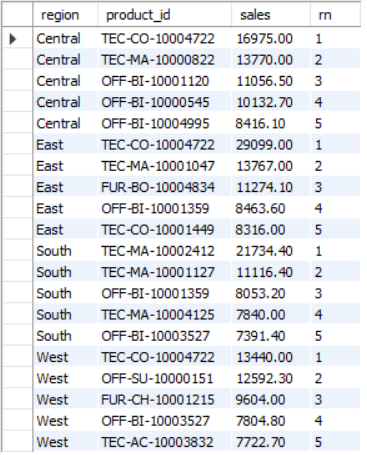 region product_id sales rn
Central TEC-CO-10004722 16975.00 1
Central TEC-MA-10000822 13770.00 2
Central OFF-BI-10001120 11056.50 3
Central OFF-BI-10000545 10132.70 4
Central OFF-BI-10004995 8416.10 5
East TEC-CO-10004722 29099.00 1
East TEC-MA-10001047 13767.00 2
East FUR-BO-10004834 11274.10 3
East OFF-BI-10001359 8463.60 4
East TEC-CO-10001449 8316.00 5
South TEC-MA-10002412 21734.40 1
South TEC-MA-10001127 11116.40 2
South OFF-BI-10001359 8053.20 3
South TEC-MA-10004125 7840.00 4
South OFF-BI-10003527 7391.40 5
West TEC-CO-10004722 13440.00 1
West OFF-SU-10000151 12592.30 2
West FUR-CH-10001215 9604.00 3
West OFF-BI-10003527 7804.80 4
West TEC-AC-10003832 7722.70 5